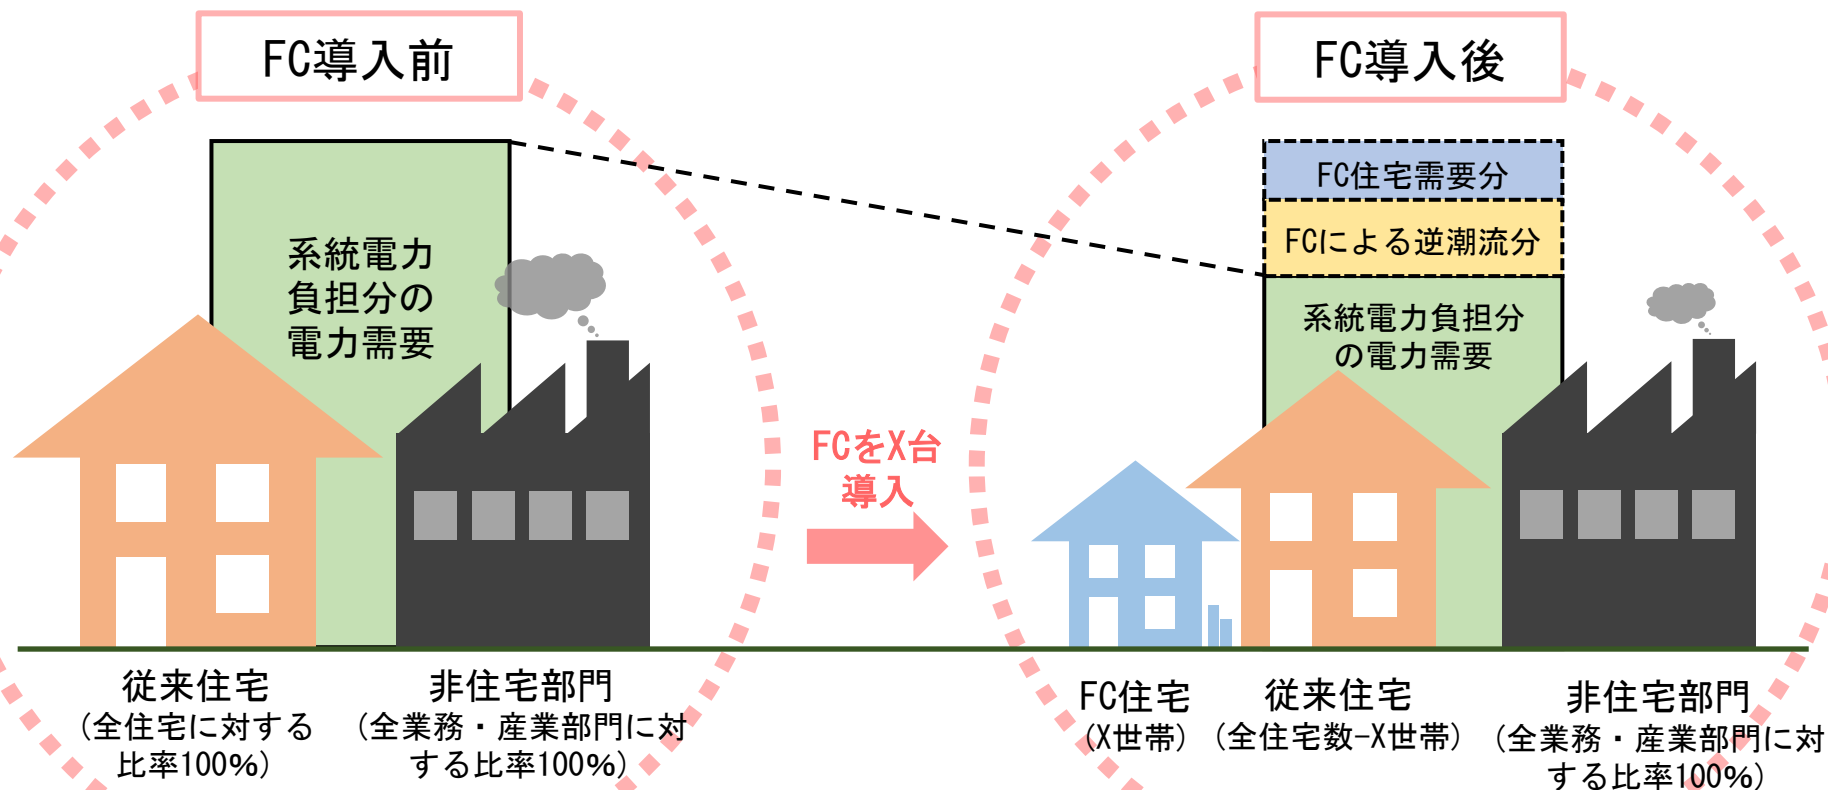 FC導入前
FC導入後
系統電力
負担分の
電力需要
FC住宅需要分
FCによる逆潮流分
系統電力負担分
の電力需要
FCをX台
導入
従来住宅
(全住宅に対する
比率100%)
非住宅部門
(全業務・産業部門に対
する比率100%)
FC住宅
(X世帯)
従来住宅
(全住宅数-X世帯)
非住宅部門
(全業務・産業部門に対
する比率100%)